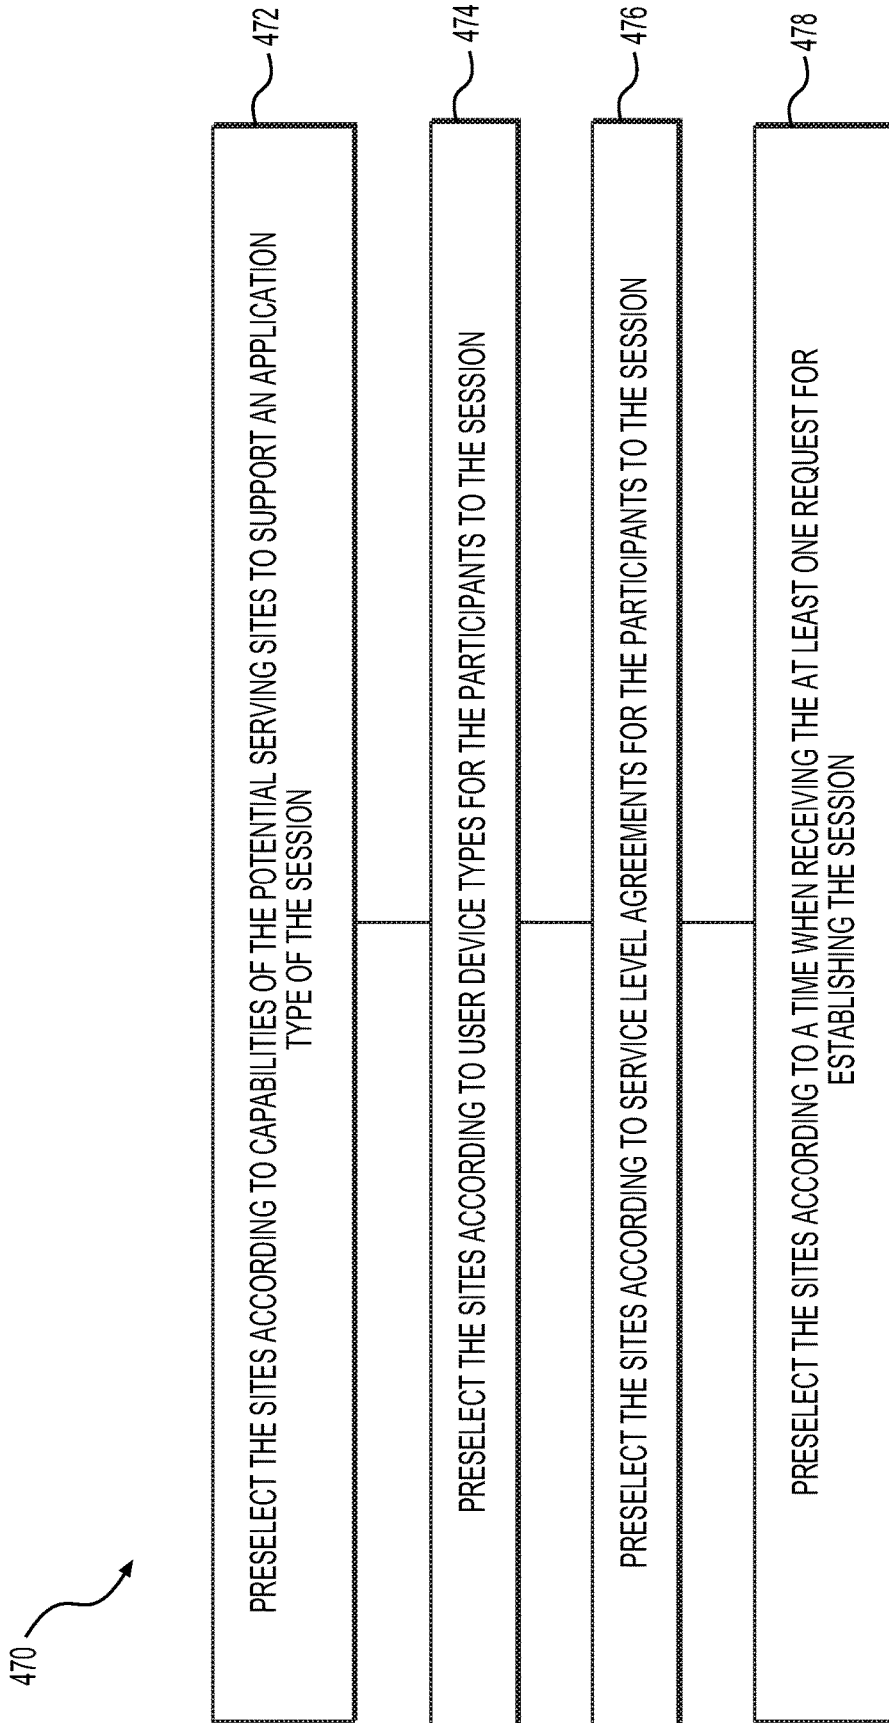 470
PRESELECT THE SITES ACCORDING TO CAPABILITIES OF THE POTENTIAL SERVING SITES TO SUPPORT AN APPLICATION
TYPE OF THE SESSION
472
PRESELECT THE SITES ACCORDING TO USER DEVICE TYPES FOR THE PARTICIPANTS TO THE SESSION
474
PRESELECT THE SITES ACCORDING TO SERVICE LEVEL AGREEMENTS FOR THE PARTICIPANTS TO THE SESSION
476
PRESELECT THE SITES ACCORDING TO A TIME WHEN RECEIVING THE AT LEAST ONE REQUEST FOR
ESTABLISHING THE SESSION
478